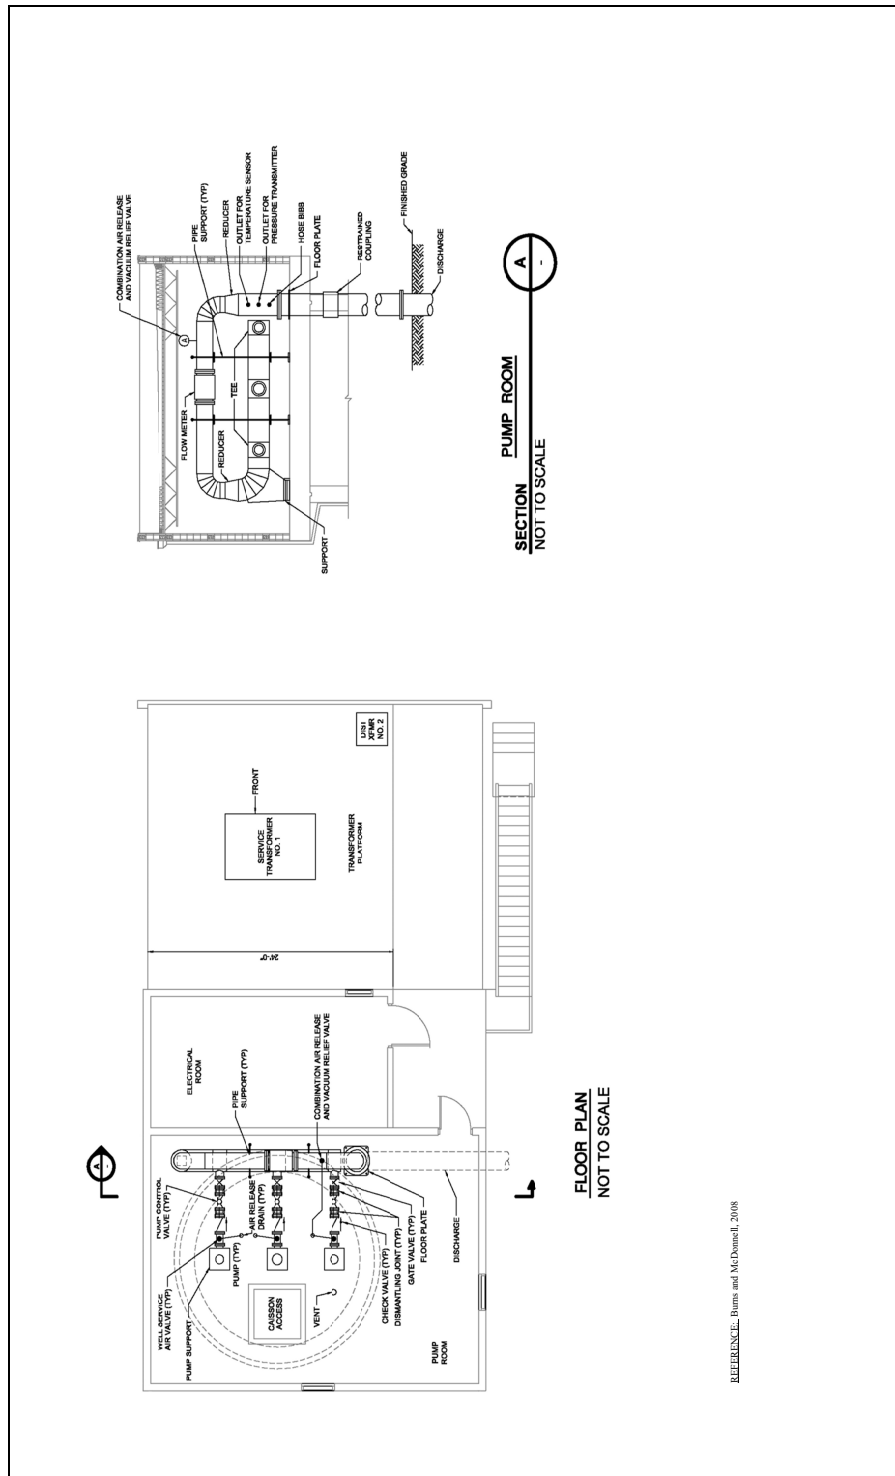 COMBINATION AIR RELEASE
AND VACUUM RELIEF VALVE
PIPE
SUPPORT (TYP)
REDUCER
OUTLET FOR
TEMPERATURE SENSOR
OUTLET FOR
PRESSURE TRANSMITTER
HOSE BIBB
FLOOR PLATE
RESTRAINED
COUPLING
FINISHED GRADE
DISCHARGE
A
FLOW METER
REDUCER
TEE
SUPPORT
A
-
SECTION PUMP ROOM
NOT TO SCALE
DIST
XFMR
NO. 2
FRONT
SERVICE
TRANSFORMER
NO. 1
TRANSFORMER
PLATFORM
24'-0"
ELECTRICAL
ROOM
PIPE
SUPPORT (TYP)
COMBINATION AIR RELEASE
AND VACUUM RELIEF VALVE
A
PUMP CONTROL
VALVE (TYP)
AIR RELEASE
DRAIN (TYP)
PUMP (TYP)
WELL SERVICE
AIR VALVE (TYP)
PUMP SUPPORT
CAISSON
ACCESS
VENT
CHECK VALVE (TYP)
DISMANTLING JOINT (TYP)
GATE VALVE (TYP)
FLOOR PLATE
DISCHARGE
PUMP
ROOM
FLOOR PLAN
NOT TO SCALE
REFERENCE: Burns and McDonnell, 2008